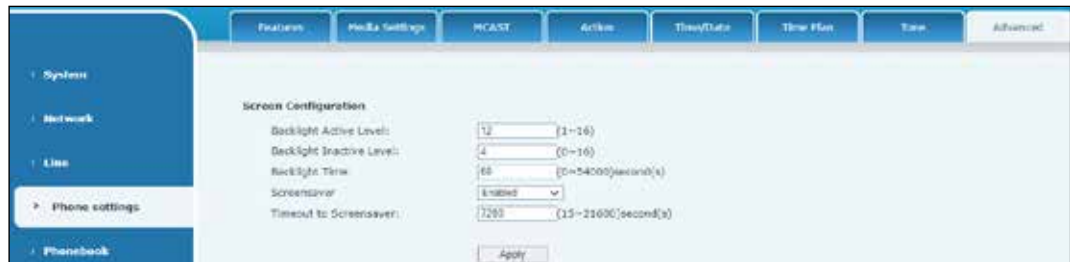 Features Media Settings MCAST Action Time/Date Time Plan Tone Advanced
› System
› Network
› Line
› Phone settings
› Phonebook
Screen Configuration
Backlight Active Level: 12 (1~16)
Backlight Inactive Level: 4 (0~16)
Backlight Time: 60 (0~54000)second(s)
Screensaver Enabled
Timeout to Screensaver: 7200 (15~21600)second(s)
Apply